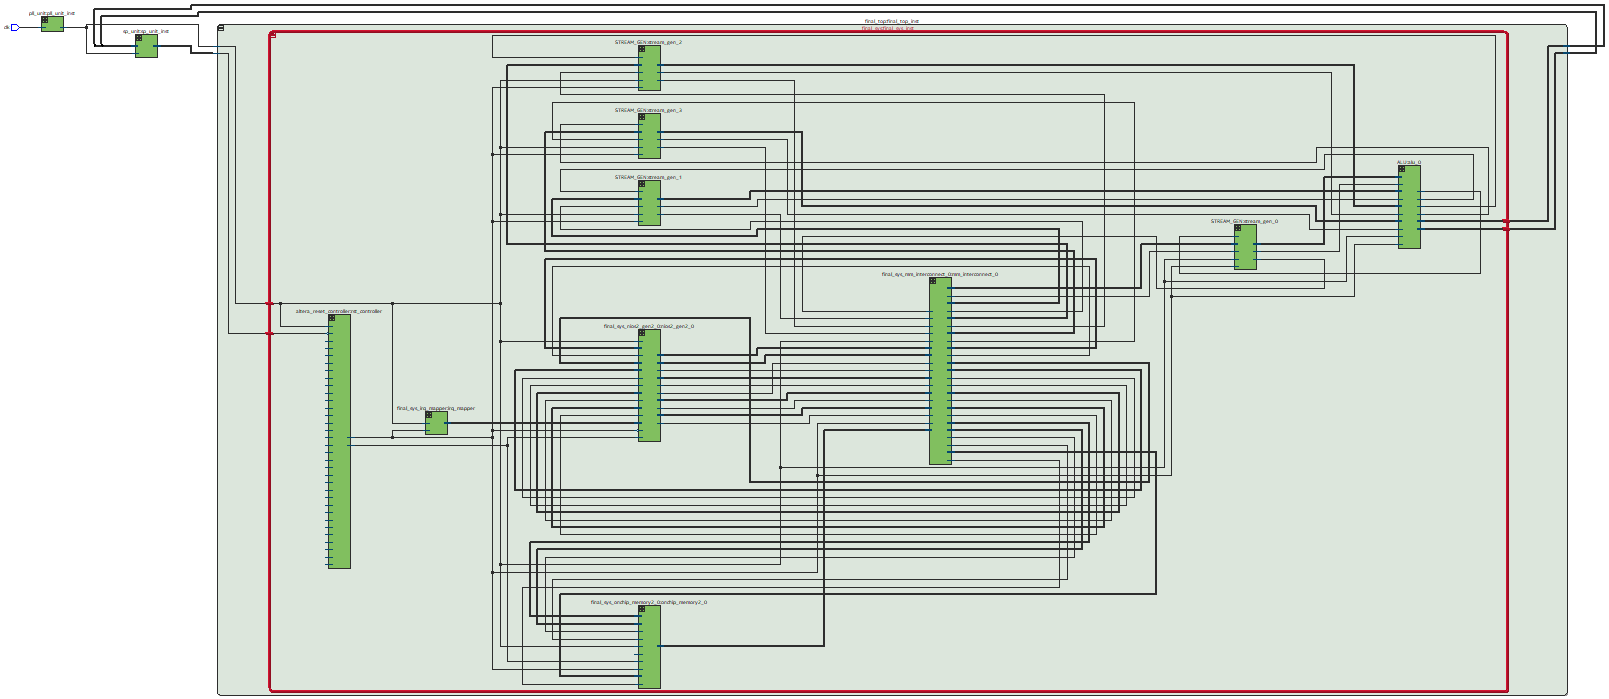 clk
pll_unit:pll_unit_inst
sp_unit:sp_unit_inst
final_top:final_top_inst
final_sys:final_sys_inst
STREAM_GEN:stream_gen_2
STREAM_GEN:stream_gen_3
STREAM_GEN:stream_gen_1
ALU:alu_0
STREAM_GEN:stream_gen_0
final_sys_mm_interconnect_0:mm_interconnect_0
altera_reset_controller:rst_controller
final_sys_nios2_gen2_0:nios2_gen2_0
final_sys_irq_mapper:irq_mapper
final_sys_onchip_memory2_0:onchip_memory2_0